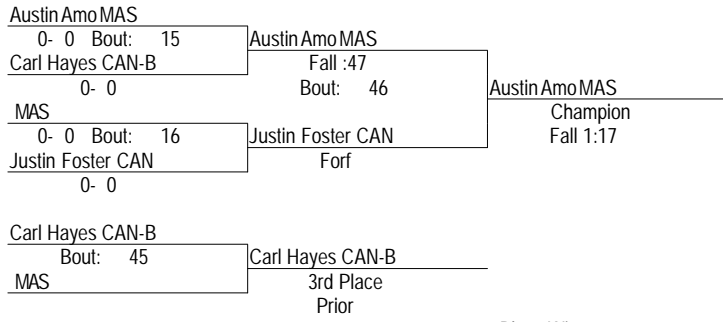 Austin Amo MAS
0- 0 Bout: 15 Austin Amo MAS
Carl Hayes CAN-B Fall :47
0- 0 Bout: 46 Austin Amo MAS
MAS Champion
0- 0 Bout: 16 Justin Foster CAN Fall 1:17
Justin Foster CAN Forf
0- 0
Carl Hayes CAN-B
Bout: 45 Carl Hayes CAN-B
MAS 3rd Place
Prior